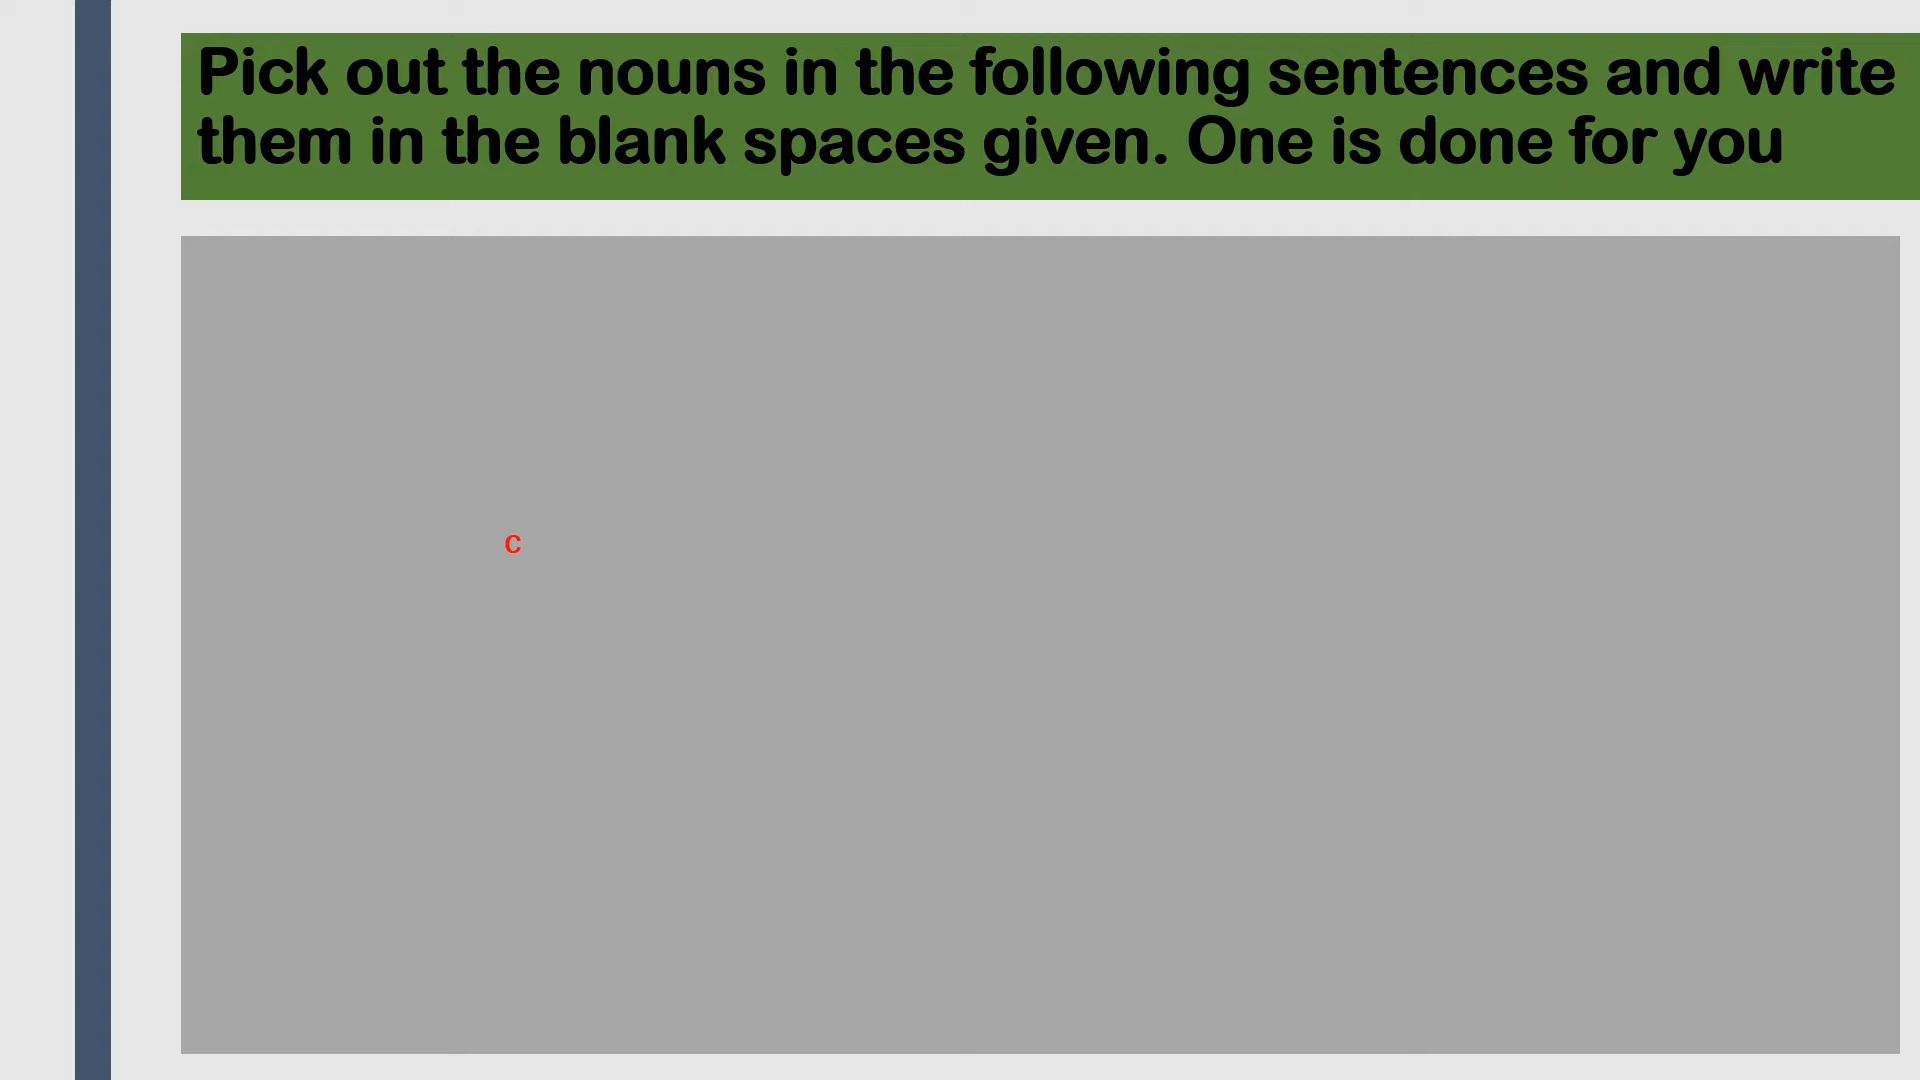 Pick out the nouns in the following sentences and write
them in the blank spaces given. One is done for you
c